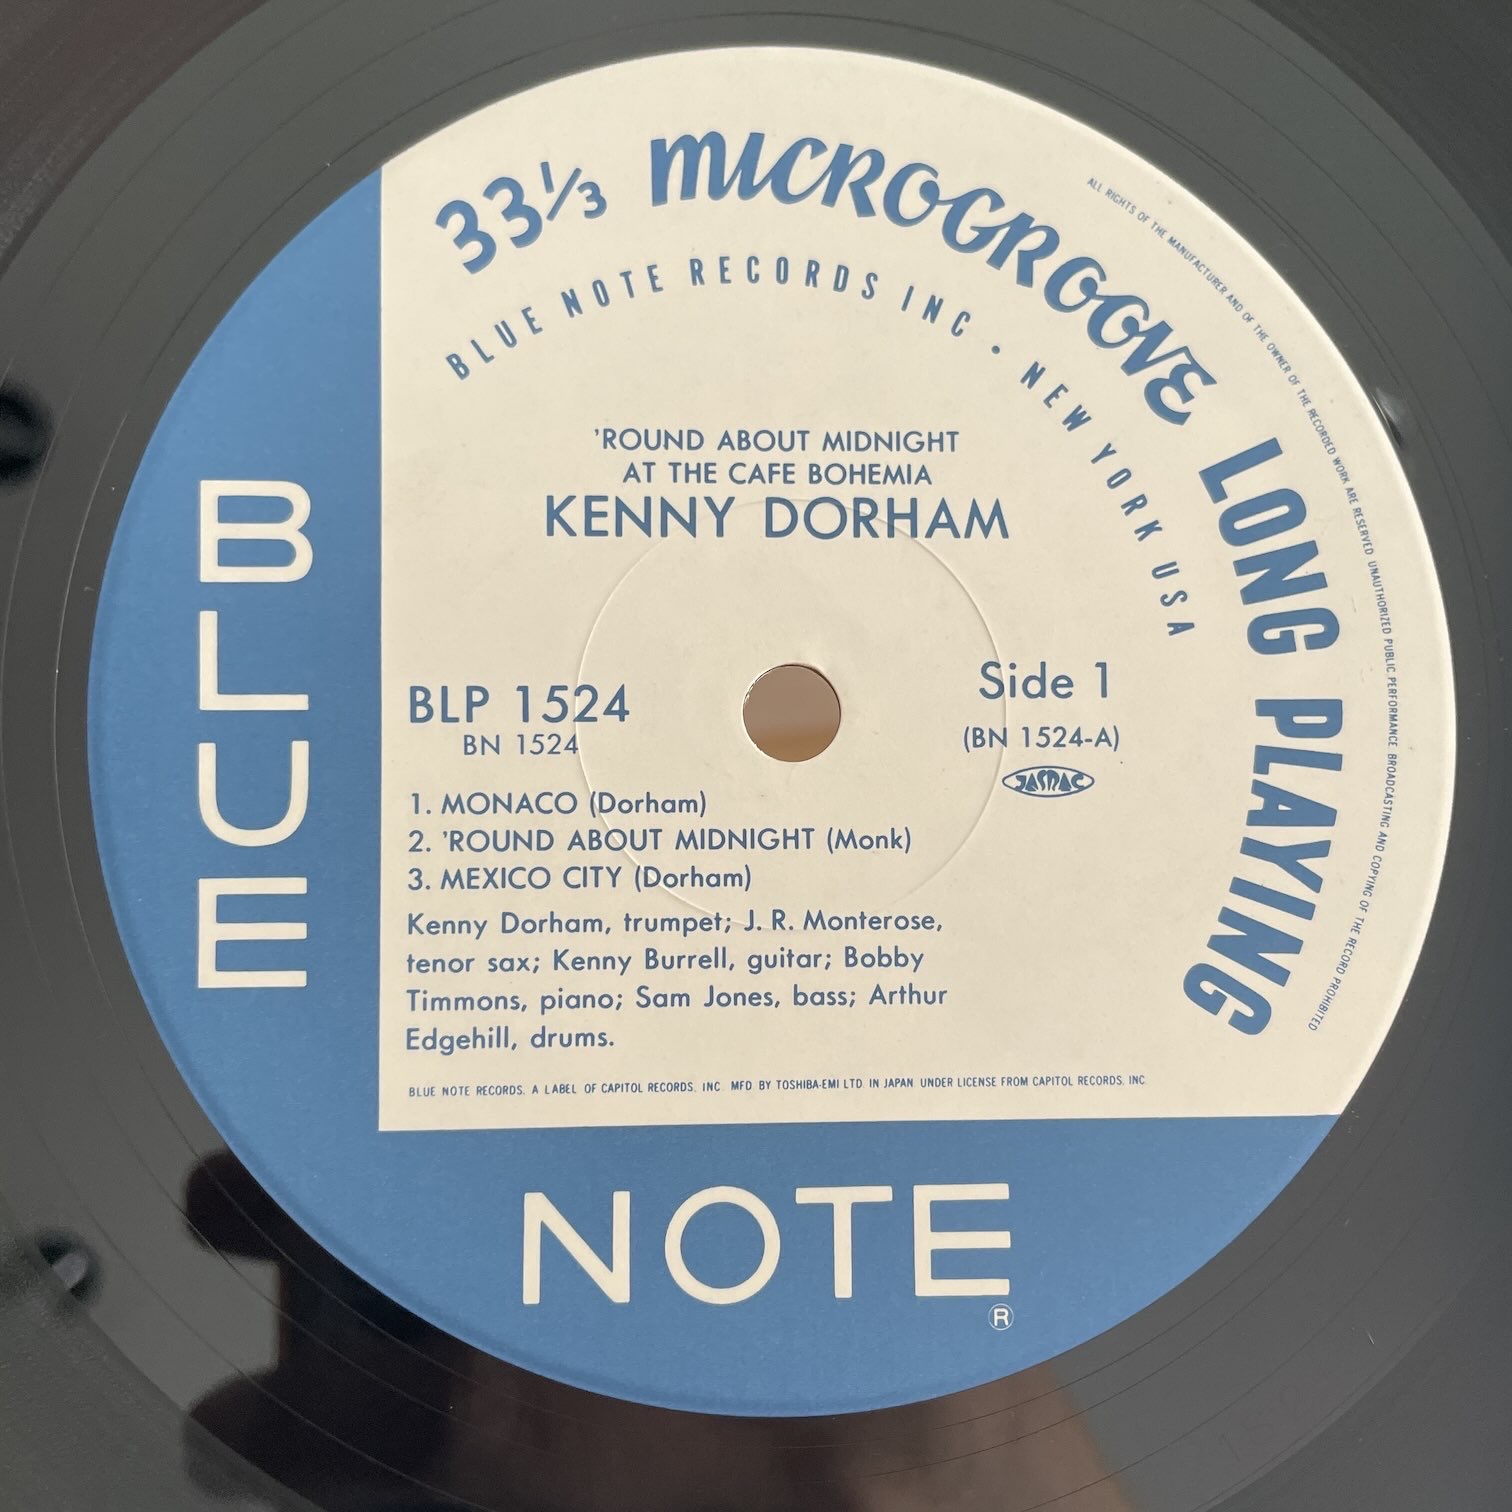 33⅓ MICROGROOVE LONG PLAYING
ALL RIGHTS OF THE MANUFACTURER AND OF THE OWNER OF THE RECORDED WORK ARE RESERVED UNAUTHORIZED PUBLIC PERFORMANCE BROADCASTING AND COPYING OF THE RECORD PROHIBITED
BLUE NOTE RECORDS INC • NEW YORK USA
'ROUND ABOUT MIDNIGHT
AT THE CAFE BOHEMIA
KENNY DORHAM
BLP 1524
BN 1524
Side 1
(BN 1524-A)
JASRAC
1. MONACO (Dorham)
2. 'ROUND ABOUT MIDNIGHT (Monk)
3. MEXICO CITY (Dorham)
Kenny Dorham, trumpet; J. R. Monterose,
tenor sax; Kenny Burrell, guitar; Bobby
Timmons, piano; Sam Jones, bass; Arthur
Edgehill, drums.
BLUE NOTE RECORDS. A LABEL OF CAPITOL RECORDS, INC. MFD. BY TOSHIBA-EMI LTD. IN JAPAN UNDER LICENSE FROM CAPITOL RECORDS, INC
BLUE
NOTE
®